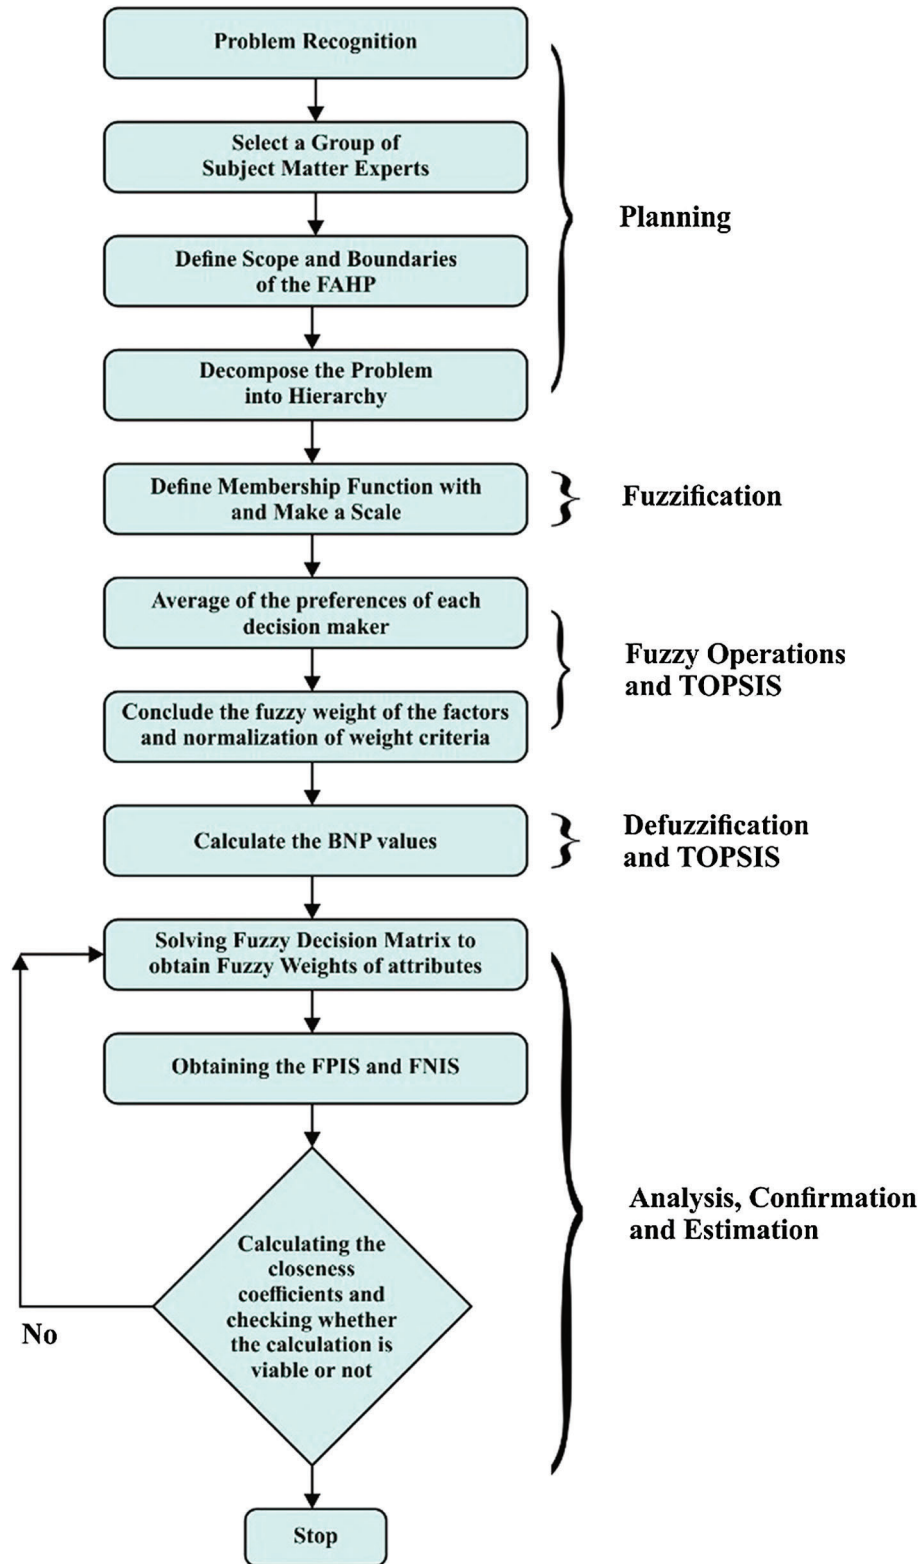 Problem Recognition
Select a Group of
Subject Matter Experts
Define Scope and Boundaries
of the FAHP
Decompose the Problem
into Hierarchy
Planning
Define Membership Function with
and Make a Scale
Fuzzification
Average of the preferences of each
decision maker
Conclude the fuzzy weight of the factors
and normalization of weight criteria
Fuzzy Operations
and TOPSIS
Calculate the BNP values
Defuzzification
and TOPSIS
Solving Fuzzy Decision Matrix to
obtain Fuzzy Weights of attributes
Obtaining the FPIS and FNIS
Calculating the
closeness
coefficients and
checking whether
the calculation is
viable or not
No
Analysis, Confirmation
and Estimation
Stop